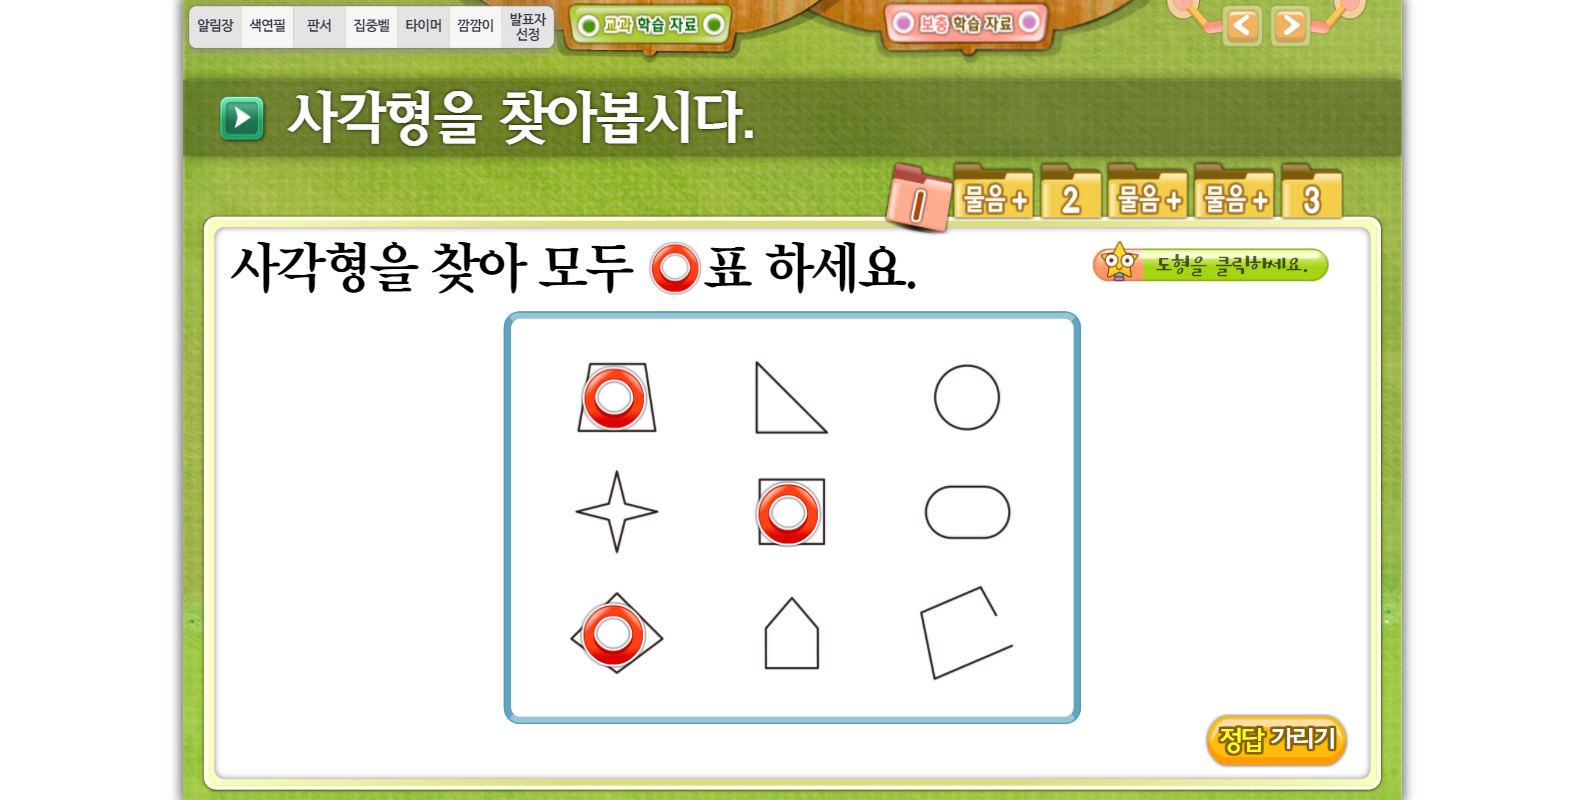 알림장 색연필 판서 집중벨 타이머 깜깜이 발표자 선정
교과 학습 자료
보충 학습 자료
사각형을 찾아봅시다.
1 물음+ 2 물음+ 물음+ 3
사각형을 찾아 모두 표 하세요.
도형을 클릭하세요.
정답 가리기